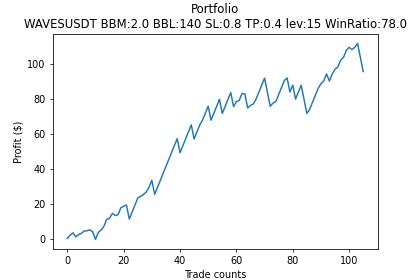 Portfolio
WAVESUSDT BBM:2.0 BBL:140 SL:0.8 TP:0.4 lev:15 WinRatio:78.0
100
80
60
40
20
0
Profit ($)
0 20 40 60 80 100
Trade counts